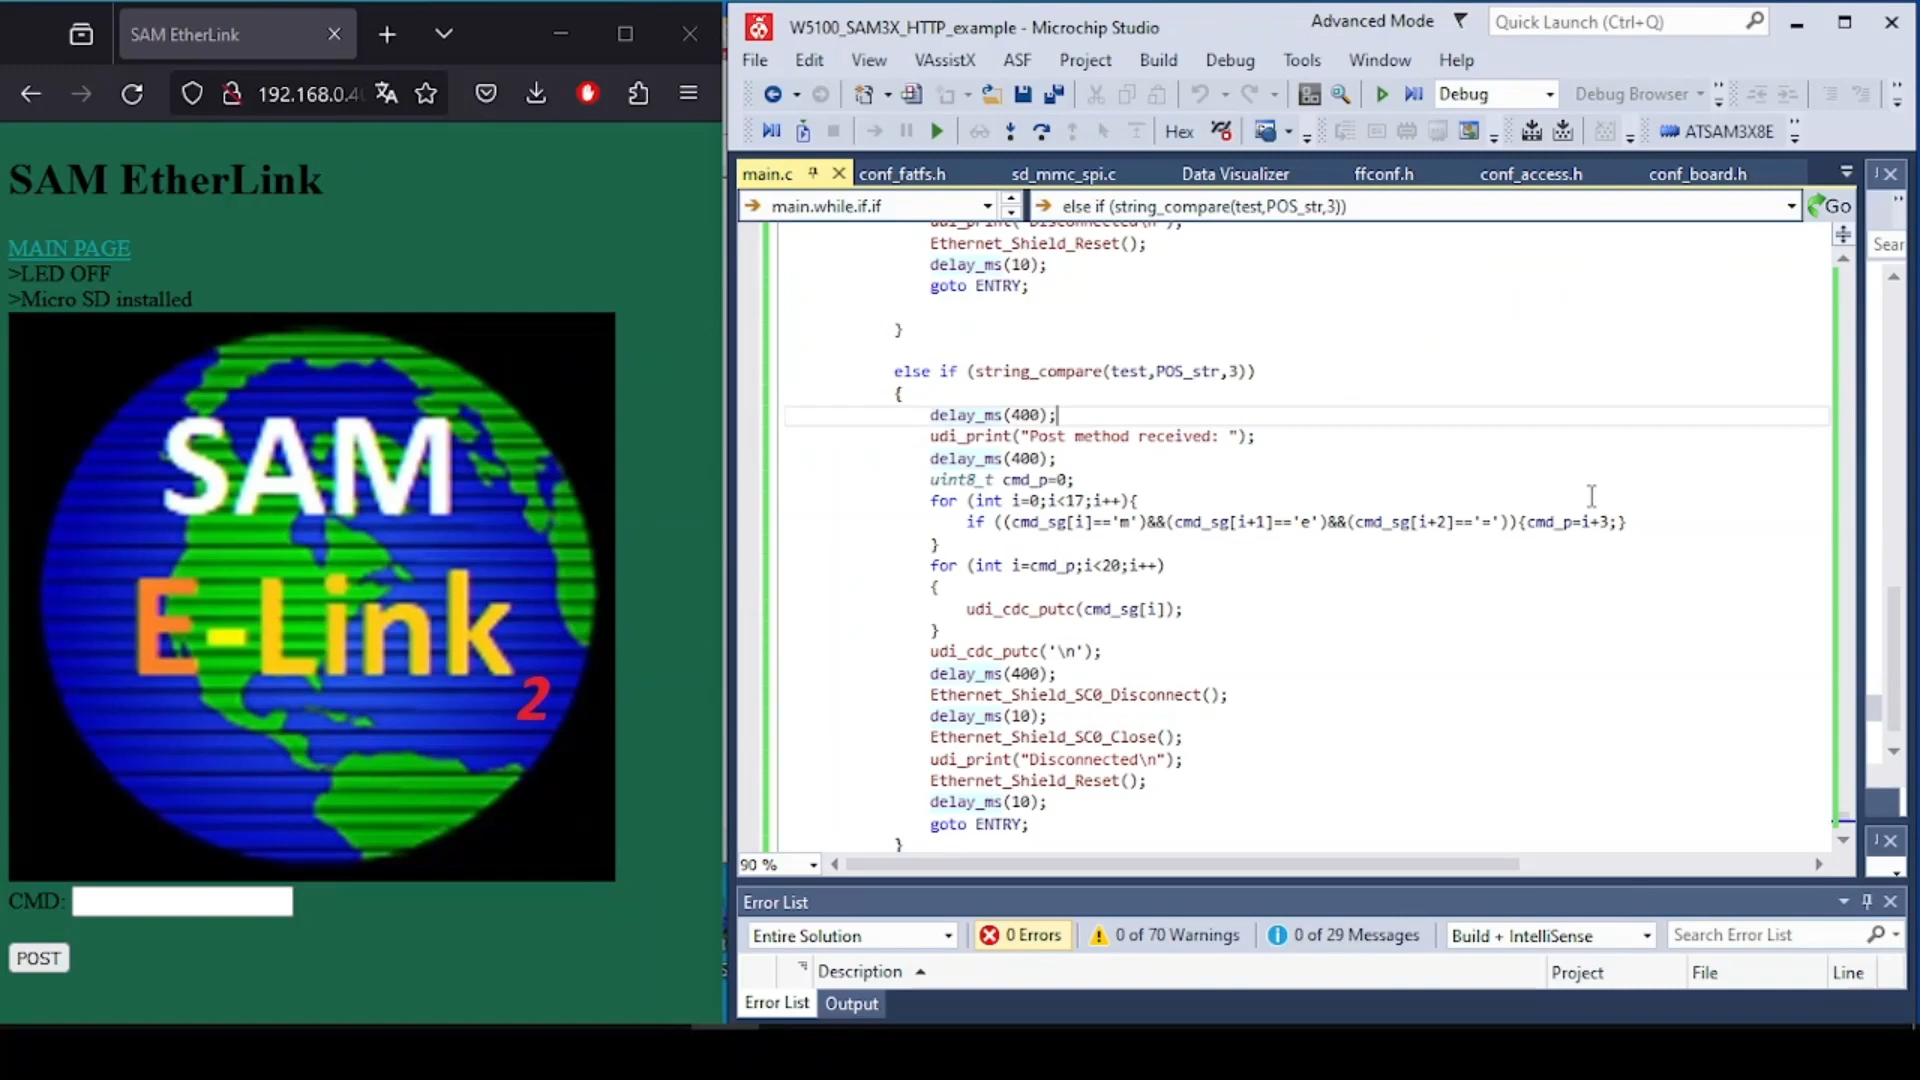 SAM EtherLink
192.168.0.4
SAM EtherLink
MAIN PAGE
>LED OFF
>Micro SD installed
SAM
E-Link
2
CMD:
POST
W5100_SAM3X_HTTP_example - Microchip Studio
Advanced Mode
Quick Launch (Ctrl+Q)
File Edit View VAssistX ASF Project Build Debug Tools Window Help
Debug
Debug Browser
Hex
ATSAM3X8E
main.c
conf_fatfs.h
sd_mmc_spi.c
Data Visualizer
ffconf.h
conf_access.h
conf_board.h
main.while.if.if
else if (string_compare(test,POS_str,3))
Go
Sear
udi_print("Disconnected\n");
Ethernet_Shield_Reset();
delay_ms(10);
goto ENTRY;
}
else if (string_compare(test,POS_str,3))
{
delay_ms(400);
udi_print("Post method received: ");
delay_ms(400);
uint8_t cmd_p=0;
for (int i=0;i<17;i++){
if ((cmd_sg[i]=='m')&&(cmd_sg[i+1]=='e')&&(cmd_sg[i+2]=='=')){cmd_p=i+3;}
}
for (int i=cmd_p;i<20;i++)
{
udi_cdc_putc(cmd_sg[i]);
}
udi_cdc_putc('\n');
delay_ms(400);
Ethernet_Shield_SC0_Disconnect();
delay_ms(10);
Ethernet_Shield_SC0_Close();
udi_print("Disconnected\n");
Ethernet_Shield_Reset();
delay_ms(10);
goto ENTRY;
}
90 %
Error List
Entire Solution
0 Errors
0 of 70 Warnings
0 of 29 Messages
Build + IntelliSense
Search Error List
Description
Project
File
Line
Error List
Output